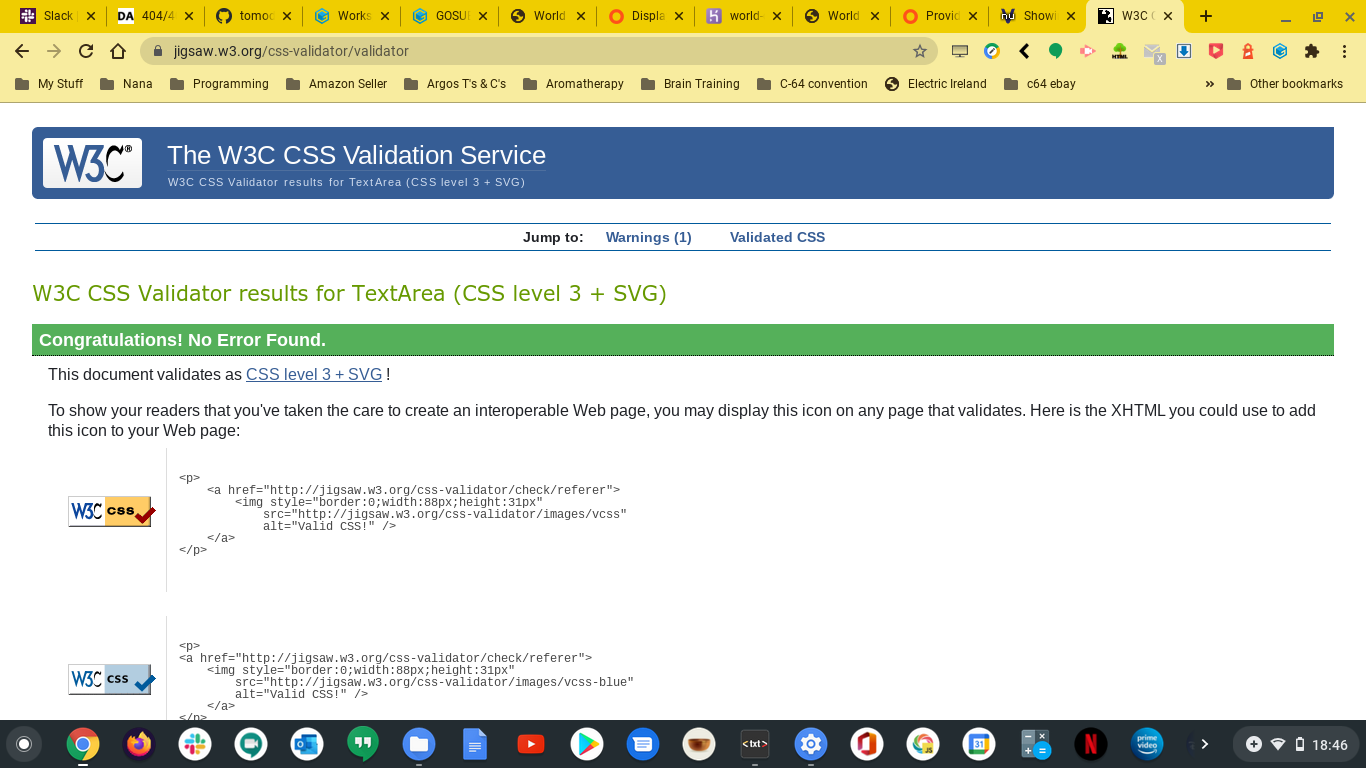 Slack
404/4
tomod
Works
GOSUB
World
Displa
world-
World
Provid
Showi
W3C C
jigsaw.w3.org/css-validator/validator
My Stuff
Nana
Programming
Amazon Seller
Argos T's & C's
Aromatherapy
Brain Training
C-64 convention
Electric Ireland
c64 ebay
»
Other bookmarks
W3C®
The W3C CSS Validation Service
W3C CSS Validator results for TextArea (CSS level 3 + SVG)
Jump to: Warnings (1) Validated CSS
W3C CSS Validator results for TextArea (CSS level 3 + SVG)
Congratulations! No Error Found.
This document validates as CSS level 3 + SVG !
To show your readers that you've taken the care to create an interoperable Web page, you may display this icon on any page that validates. Here is the XHTML you could use to add
this icon to your Web page:
W3C css
<p>
<a href="http://jigsaw.w3.org/css-validator/check/referer">
<img style="border:0;width:88px;height:31px"
src="http://jigsaw.w3.org/css-validator/images/vcss"
alt="Valid CSS!" />
</a>
</p>
W3C css
<p>
<a href="http://jigsaw.w3.org/css-validator/check/referer">
<img style="border:0;width:88px;height:31px"
src="http://jigsaw.w3.org/css-validator/images/vcss-blue"
alt="Valid CSS!" />
</a>
</p>
<txt>
31
N
prime
video
18:46